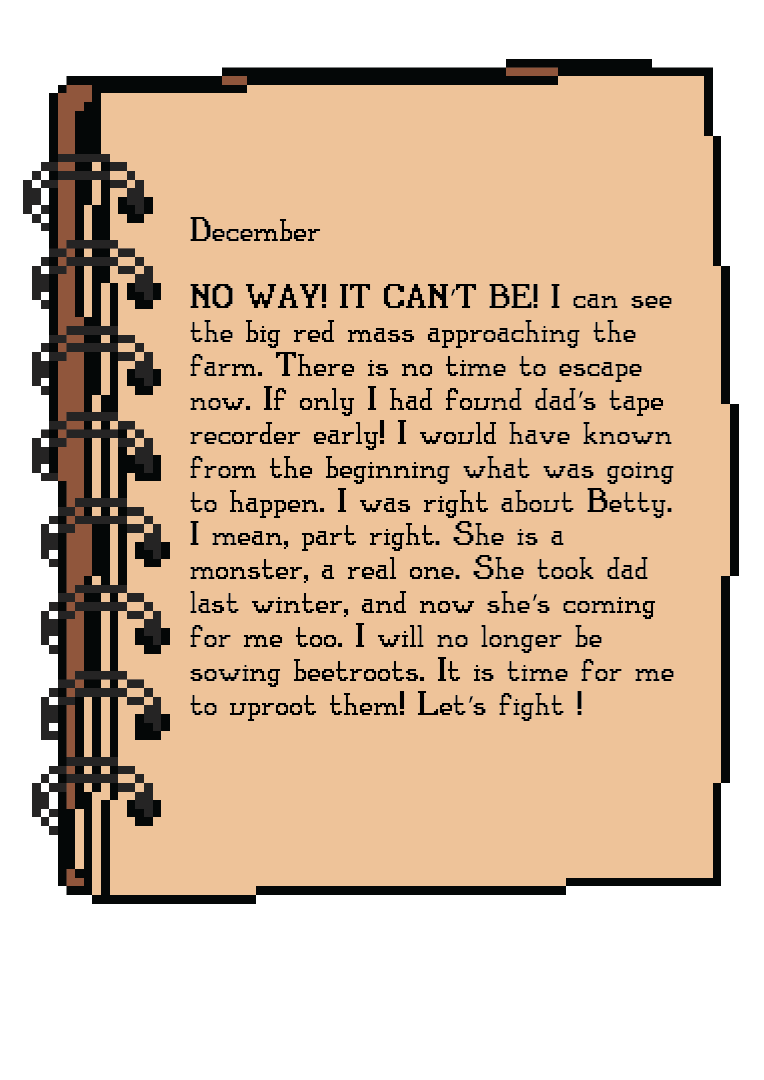 December
NO WAY! IT CAN'T BE! I can see
the big red mass approaching the
farm. There is no time to escape
now. If only I had found dad's tape
recorder early! I would have known
from the beginning what was going
to happen. I was right about Betty.
I mean, part right. She is a
monster, a real one. She took dad
last winter, and now she's coming
for me too. I will no longer be
sowing beetroots. It is time for me
to uproot them! Let's fight !